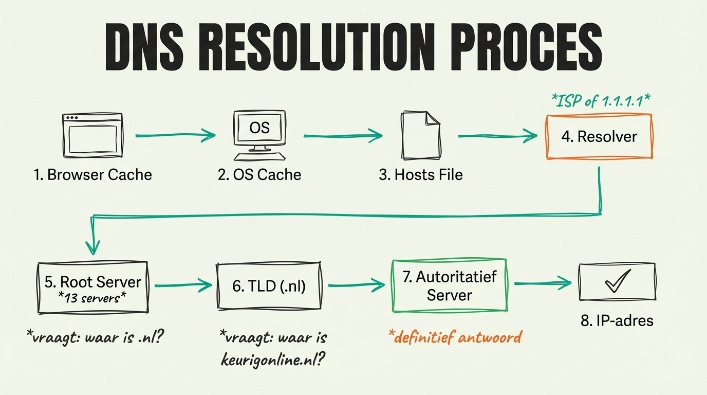 DNS RESOLUTION PROCES
OS
1. Browser Cache
2. OS Cache
3. Hosts File
*ISP of 1.1.1.1*
4. Resolver
5. Root Server
*13 servers*
*vraagt: waar is .nl?
6. TLD (.nl)
*vraagt: waar is
keurigonline.nl?
7. Autoritatief
Server
*definitief antwoord
8. IP-adres